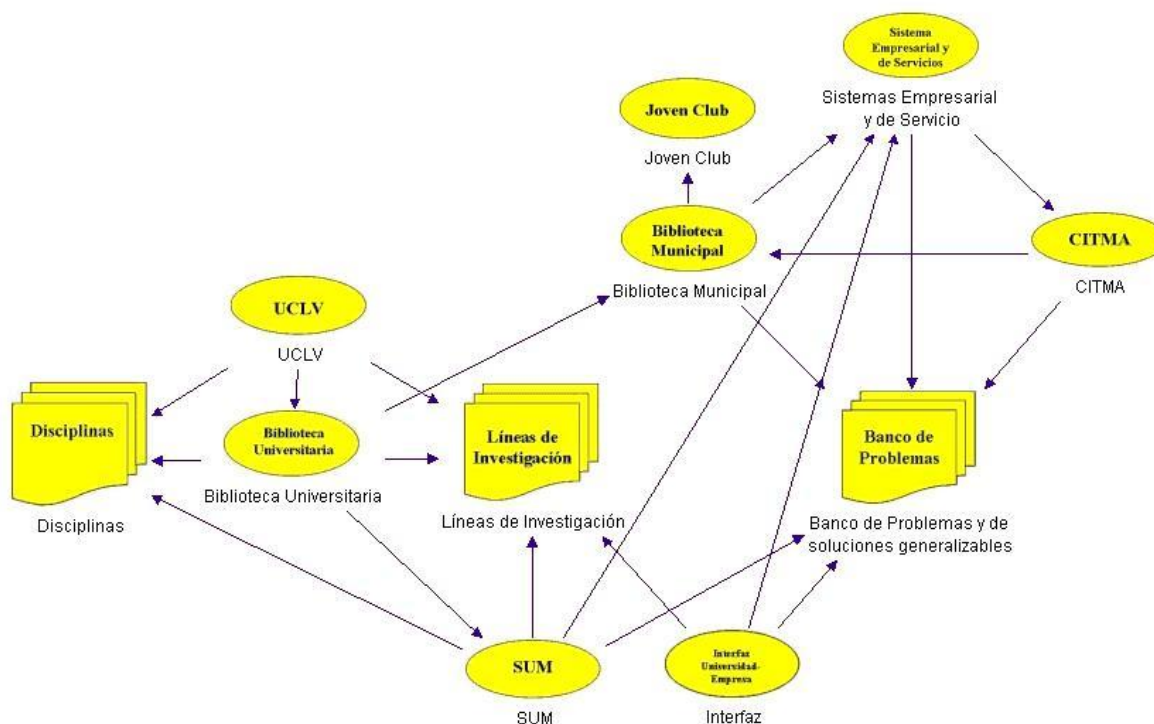 Sistema
Empresarial y
de Servicios
Sistemas Empresarial
y de Servicio
Joven Club
Joven Club
Biblioteca
Municipal
Biblioteca Municipal
CITMA
CITMA
UCLV
UCLV
Disciplinas
Disciplinas
Biblioteca
Universitaria
Biblioteca Universitaria
Líneas de
Investigación
Líneas de Investigación
Banco de
Problemas
Banco de Problemas y de
soluciones generalizables
SUM
SUM
Interfaz
Universidad-
Empresa
Interfaz